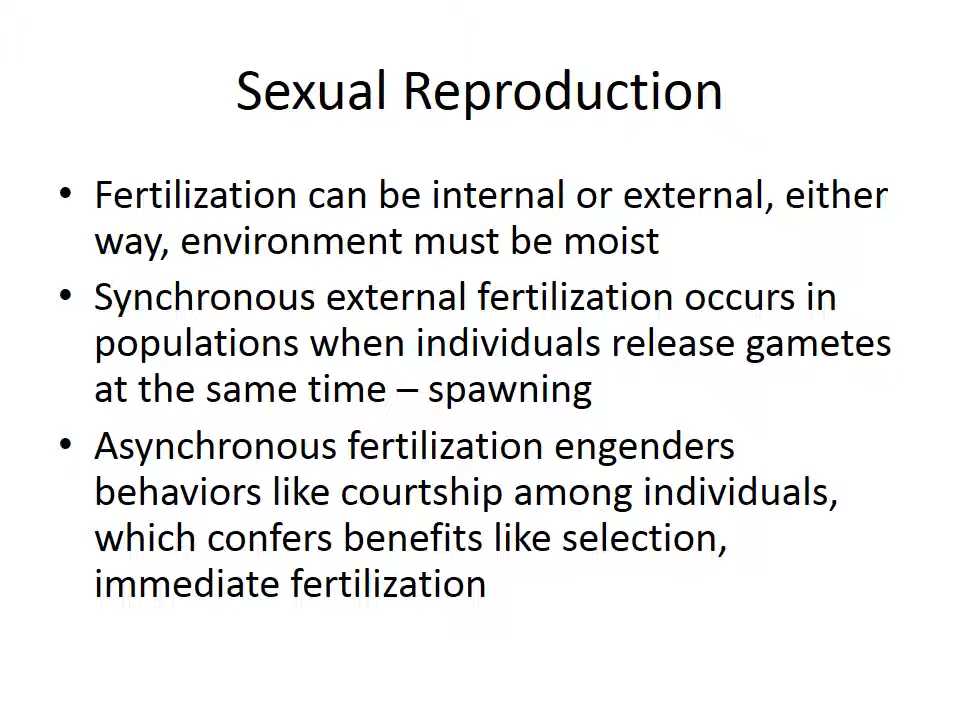 Sexual Reproduction
• Fertilization can be internal or external, either
way, environment must be moist
• Synchronous external fertilization occurs in
populations when individuals release gametes
at the same time – spawning
• Asynchronous fertilization engenders
behaviors like courtship among individuals,
which confers benefits like selection,
immediate fertilization